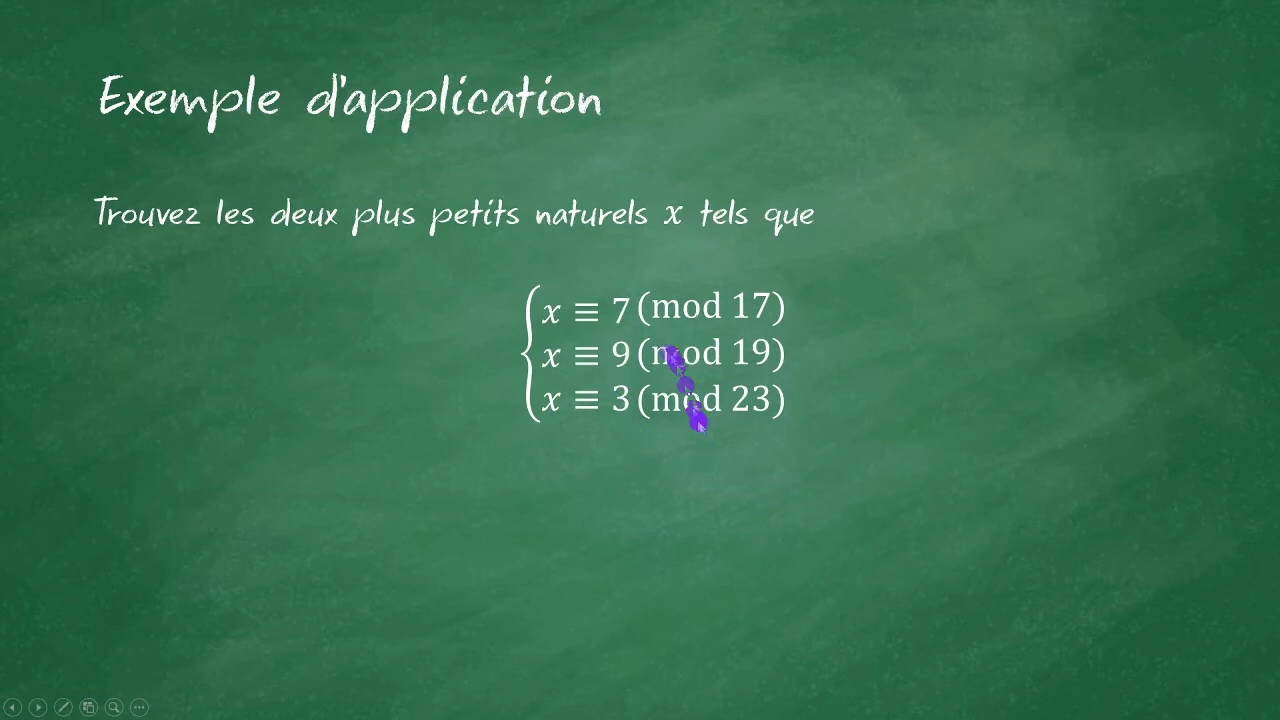 Exemple d'application
Trouvez les deux plus petits naturels x tels que
x ≡ 7 (mod 17)
x ≡ 9 (mod 19)
x ≡ 3 (mod 23)